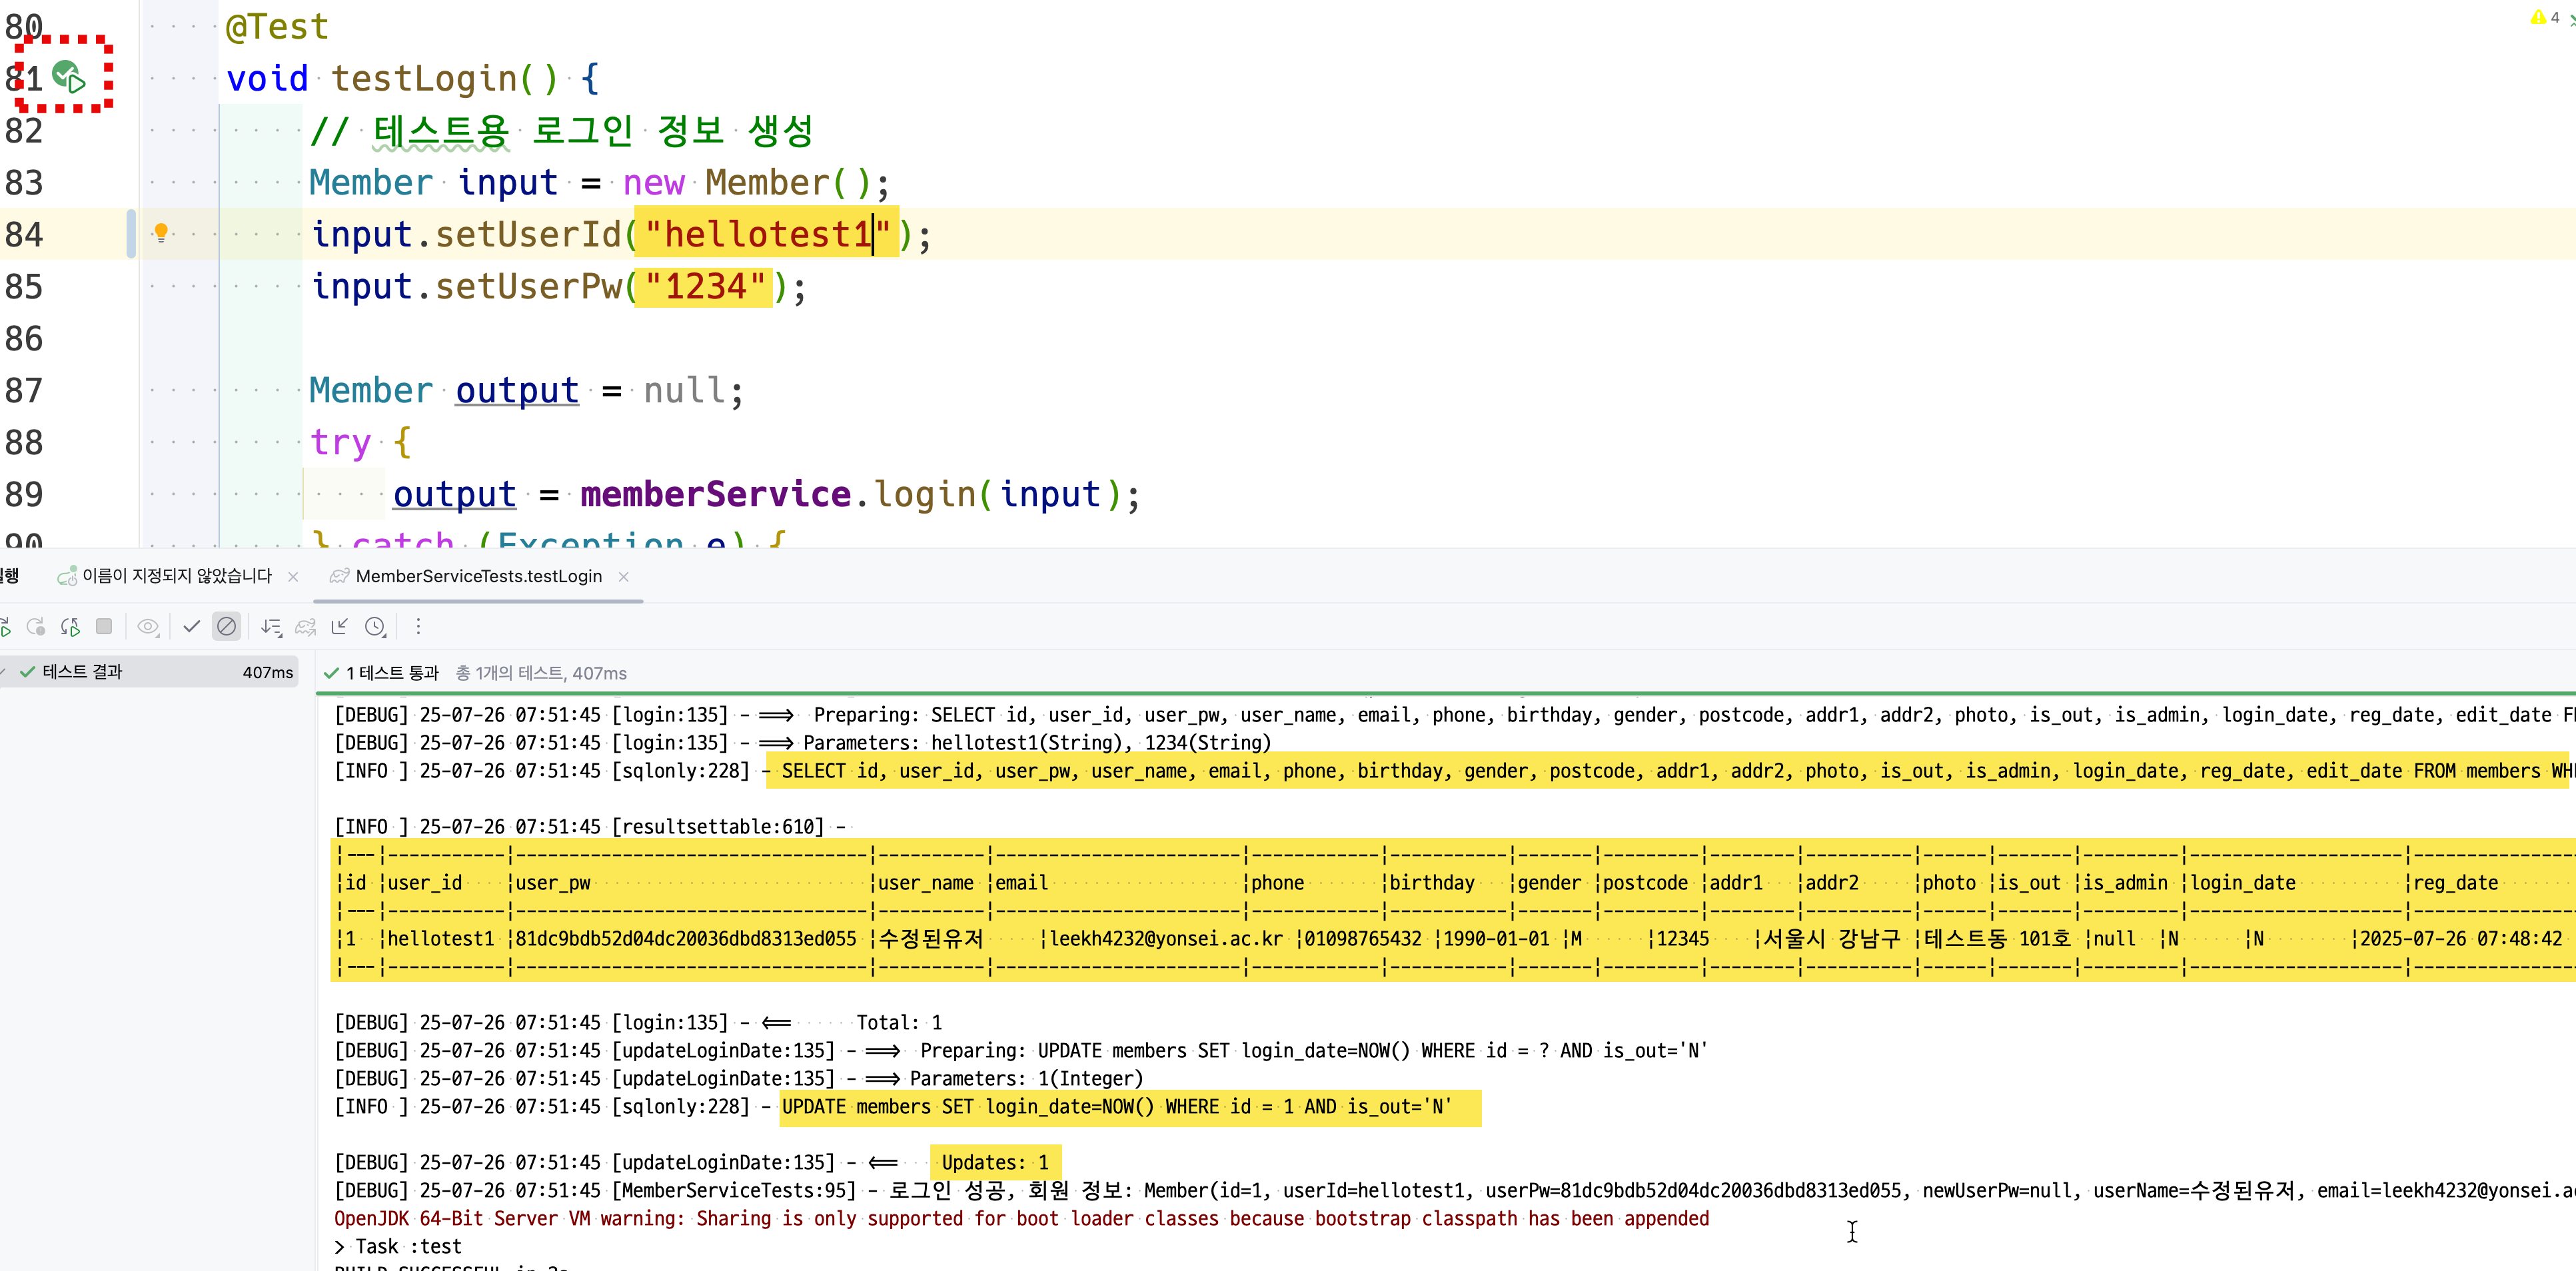 80 @Test
81 void testLogin() {
82 // 테스트용 로그인 정보 생성
83 Member input = new Member();
84 input.setUserId("hellotest1");
85 input.setUserPw("1234");
86
87 Member output = null;
88 try {
89 output = memberService.login(input);
90 } catch (Exception e) {
4
행 이름이 지정되지 않았습니다 MemberServiceTests.testLogin
테스트 결과 407ms
1 테스트 통과 총 1개의 테스트, 407ms
[DEBUG] 25-07-26 07:51:45 [login:135] - ==> Preparing: SELECT id, user_id, user_pw, user_name, email, phone, birthday, gender, postcode, addr1, addr2, photo, is_out, is_admin, login_date, reg_date, edit_date
[DEBUG] 25-07-26 07:51:45 [login:135] - ==> Parameters: hellotest1(String), 1234(String)
[INFO ] 25-07-26 07:51:45 [sqlonly:228] - SELECT id, user_id, user_pw, user_name, email, phone, birthday, gender, postcode, addr1, addr2, photo, is_out, is_admin, login_date, reg_date, edit_date FROM members
[INFO ] 25-07-26 07:51:45 [resultsettable:610] -
|id |user_id |user_pw |user_name |email |phone |birthday |gender |postcode |addr1 |addr2 |photo |is_out |is_admin |login_date |reg_date
|1 |hellotest1 |81dc9bdb52d04dc20036dbd8313ed055 |수정된유저 |leekh4232@yonsei.ac.kr |01098765432 |1990-01-01 |M |12345 |서울시 강남구 |테스트동 101호 |null |N |N |2025-07-26 07:48:42
[DEBUG] 25-07-26 07:51:45 [login:135] - <== Total: 1
[DEBUG] 25-07-26 07:51:45 [updateLoginDate:135] - ==> Preparing: UPDATE members SET login_date=NOW() WHERE id = ? AND is_out='N'
[DEBUG] 25-07-26 07:51:45 [updateLoginDate:135] - ==> Parameters: 1(Integer)
[INFO ] 25-07-26 07:51:45 [sqlonly:228] - UPDATE members SET login_date=NOW() WHERE id = 1 AND is_out='N'
[DEBUG] 25-07-26 07:51:45 [updateLoginDate:135] - <== Updates: 1
[DEBUG] 25-07-26 07:51:45 [MemberServiceTests:95] - 로그인 성공, 회원 정보: Member(id=1, userId=hellotest1, userPw=81dc9bdb52d04dc20036dbd8313ed055, newUserPw=null, userName=수정된유저, email=leekh4232@yonsei.a
OpenJDK 64-Bit Server VM warning: Sharing is only supported for boot loader classes because bootstrap classpath has been appended
> Task :test
BUILD SUCCESSFUL in